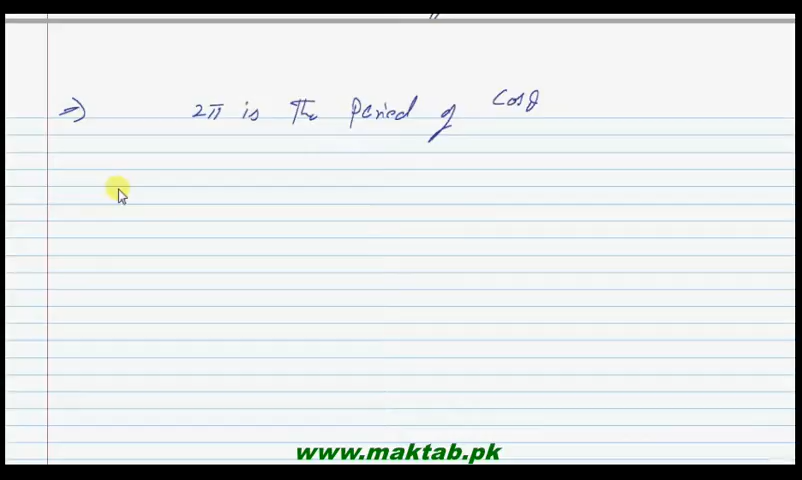 ⇒ 2π is The Period of Cosθ
www.maktab.pk